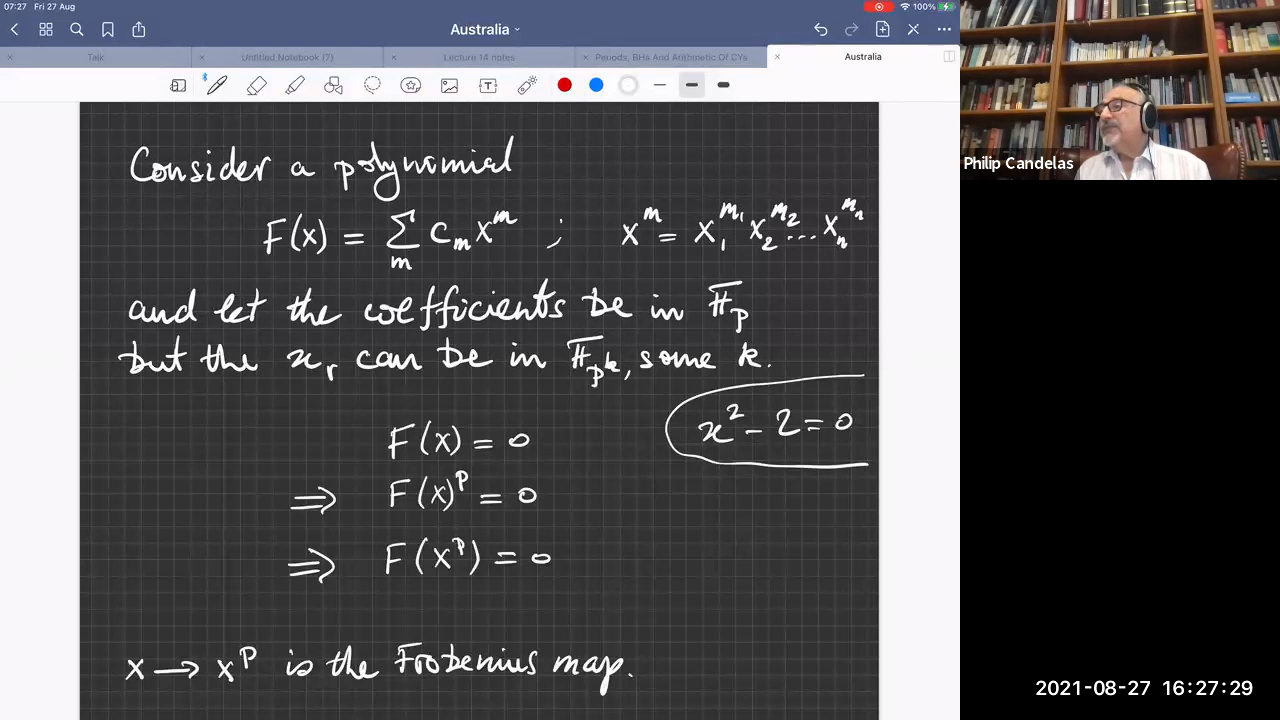 07:27 Fri 27 Aug
100%
Australia
Talk
Untitled Notebook (7)
Lecture 14 notes
Periods, BHs And Arithmetic Of CYs
Australia
Philip Candelas
Consider a polynomial
F(x) = ∑_m c_m x^m ; x^m = x_1^{m_1} x_2^{m_2} ... x_n^{m_n}
and let the coefficients be in 𝔽_p
but the x_r can be in 𝔽_{p^k}, some k.
x² - 2 = 0
F(x) = 0
⇒ F(x)^p = 0
⇒ F(x^p) = 0
x → x^p is the Frobenius map.
2021-08-27 16:27:29